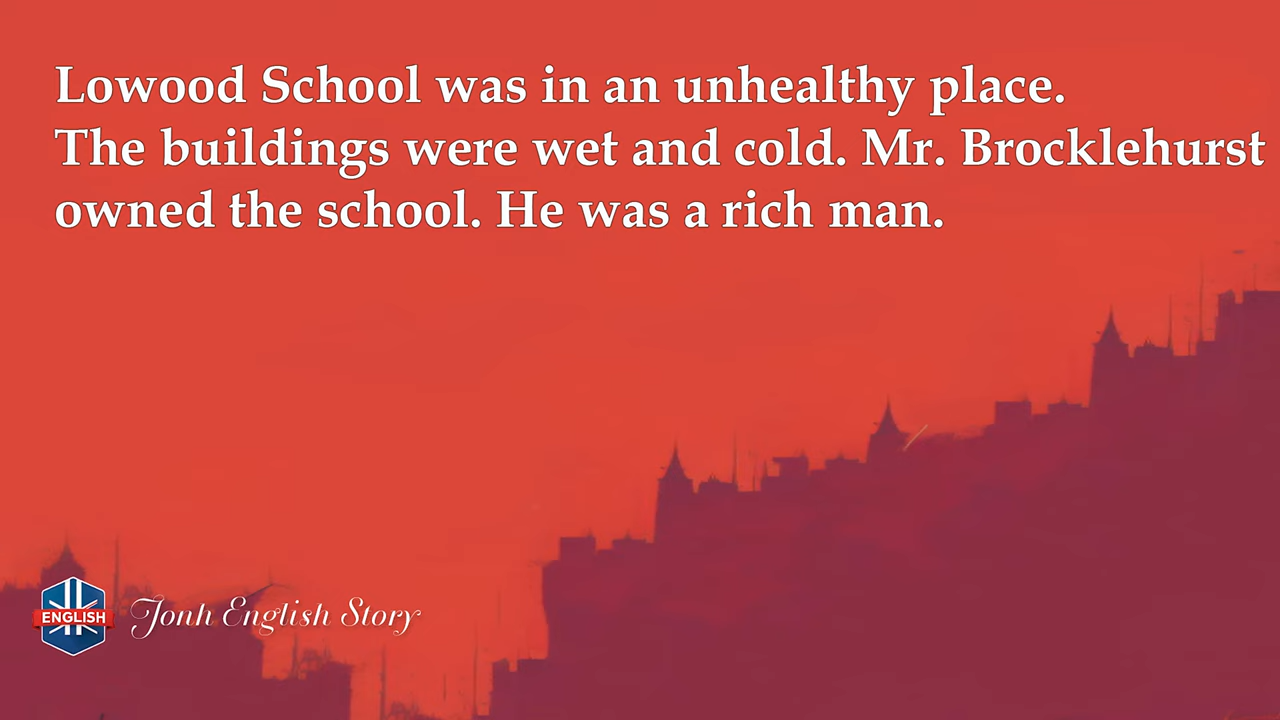 Lowood School was in an unhealthy place.
The buildings were wet and cold. Mr. Brocklehurst
owned the school. He was a rich man.
ENGLISH
Jonh English Story